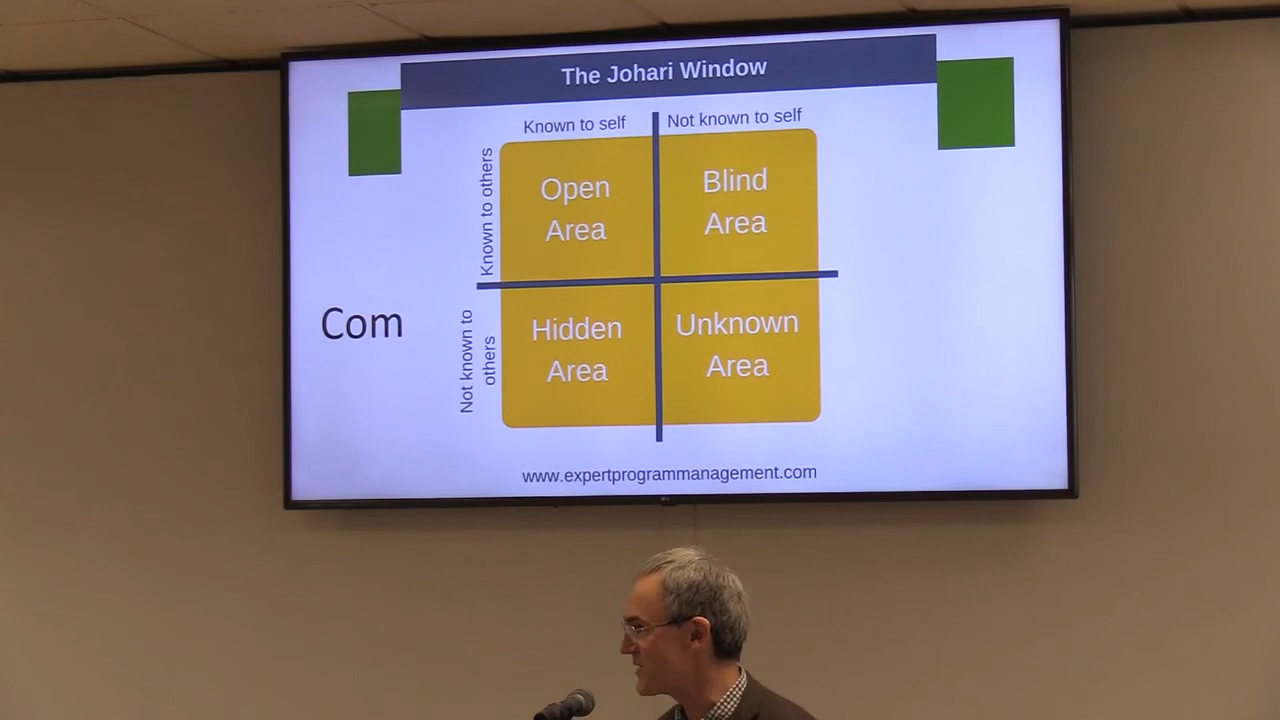 The Johari Window
Known to self
Not known to self
Known to others
Open
Area
Blind
Area
Com
Not known to
others
Hidden
Area
Unknown
Area
www.expertprogrammanagement.com